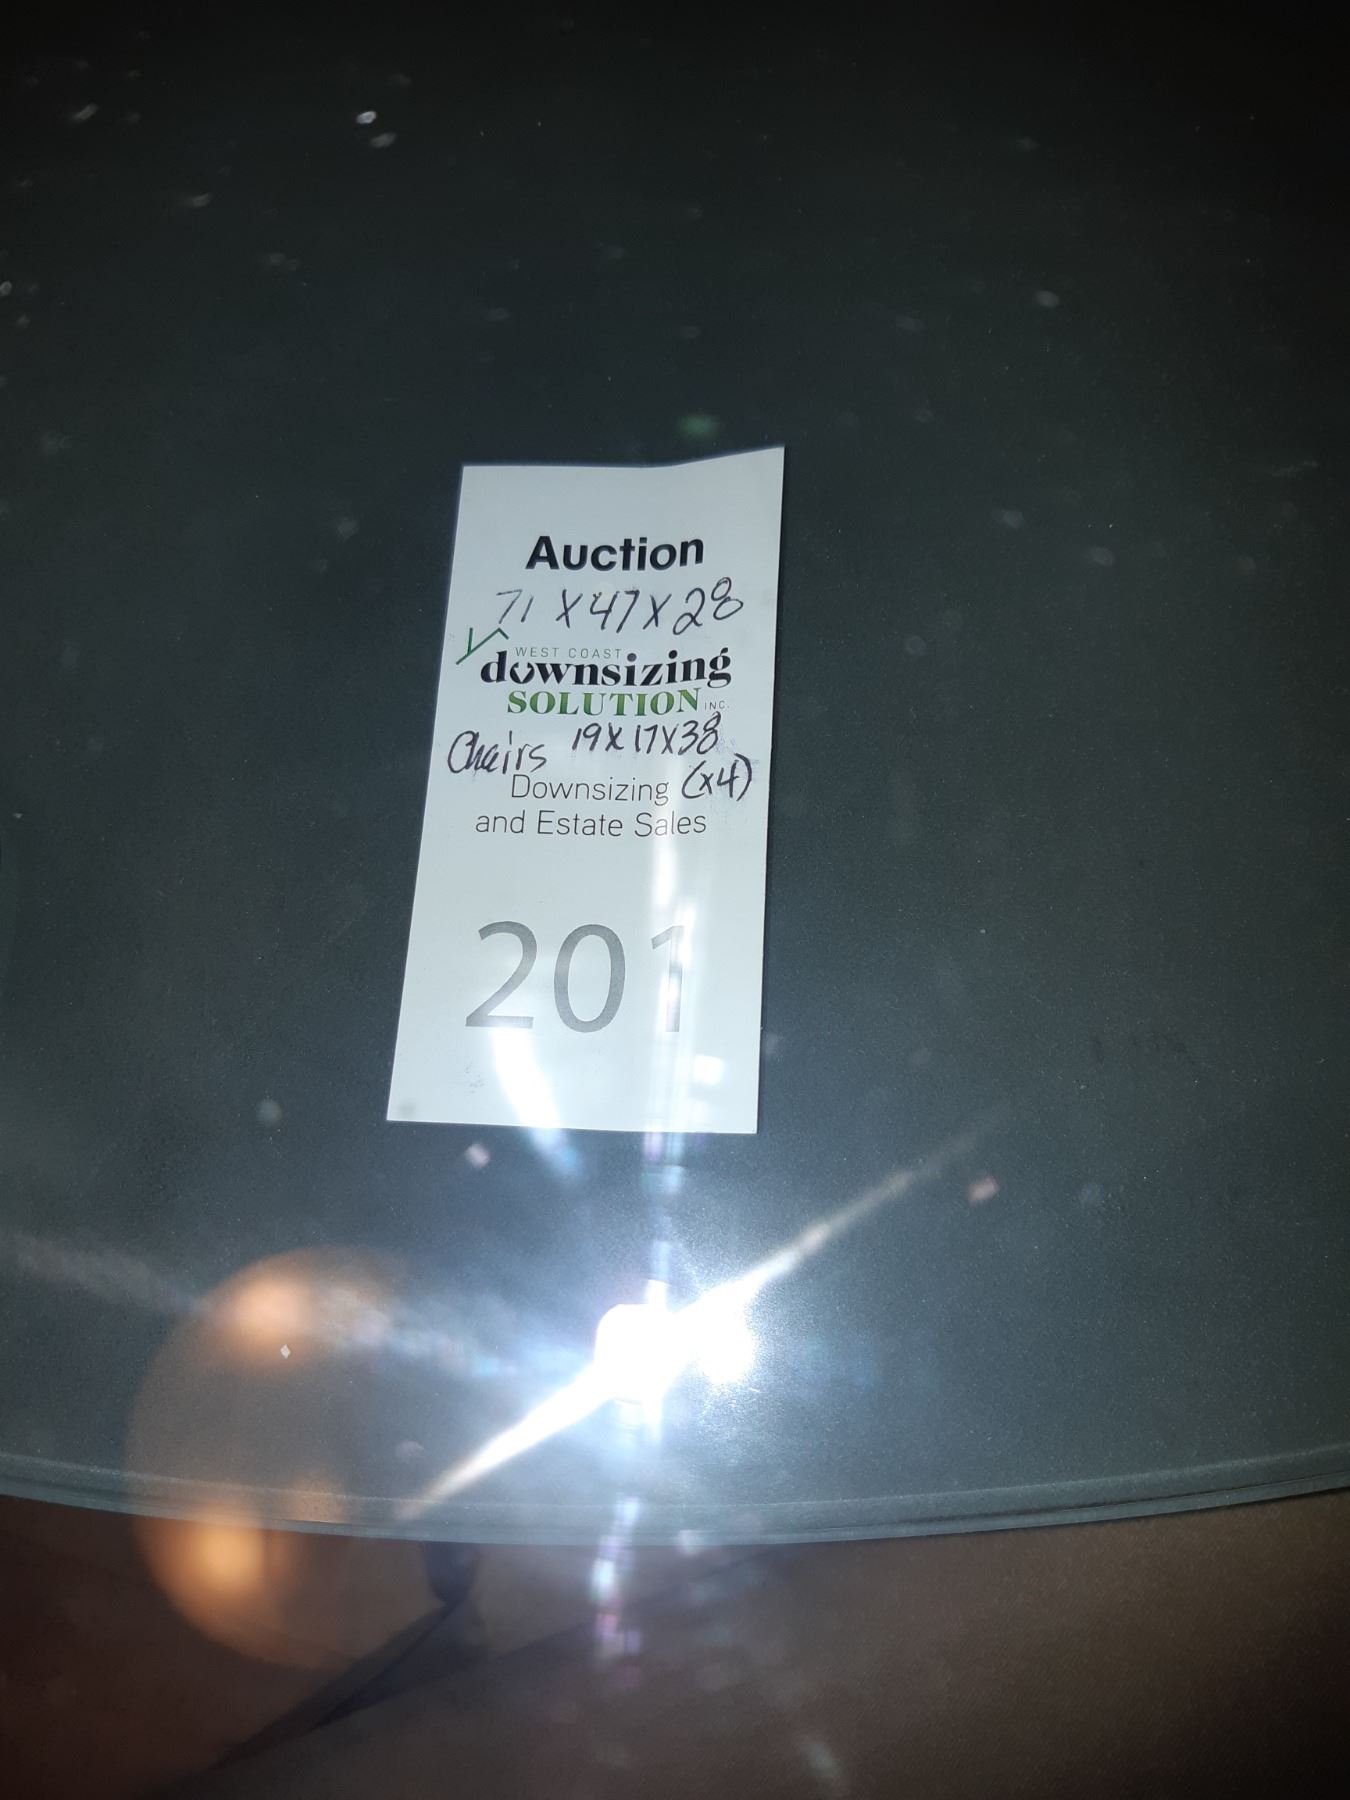 Auction
71 X 47 X 28
WEST COAST
downsizing
SOLUTION INC.
Chairs 19 X 17 X 38
(x4)
Downsizing
and Estate Sales
201